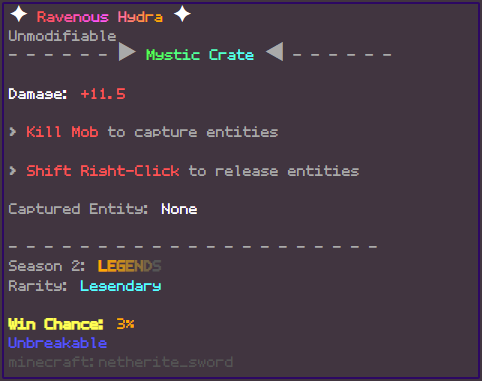 ✦ Ravenous Hydra ✦
Unmodifiable
- - - - - - ▶ Mystic Crate ◀ - - - - - -
Damage: +11.5
> Kill Mob to capture entities
> Shift Right-Click to release entities
Captured Entity: None
- - - - - - - - - - - - - - - - - - - - - -
Season 2: LEGENDS
Rarity: Legendary
Win Chance: 3%
Unbreakable
minecraft:netherite_sword